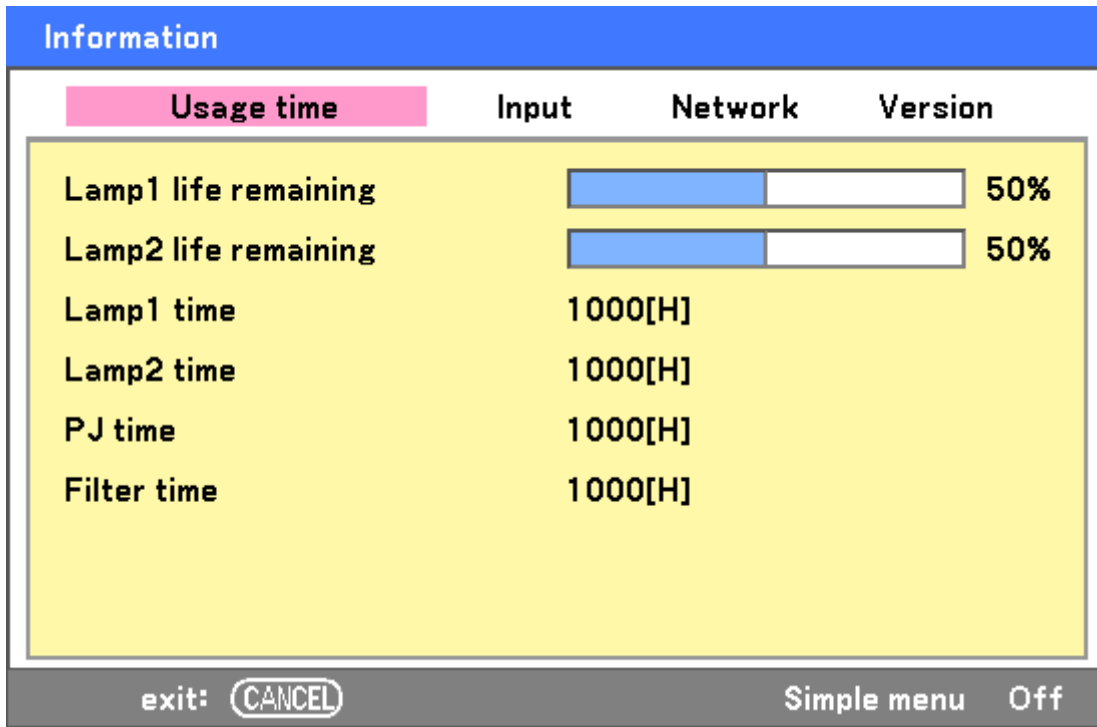 Information
Usage time Input Network Version
Lamp1 life remaining 50%
Lamp2 life remaining 50%
Lamp1 time 1000[H]
Lamp2 time 1000[H]
PJ time 1000[H]
Filter time 1000[H]
exit: CANCEL Simple menu Off